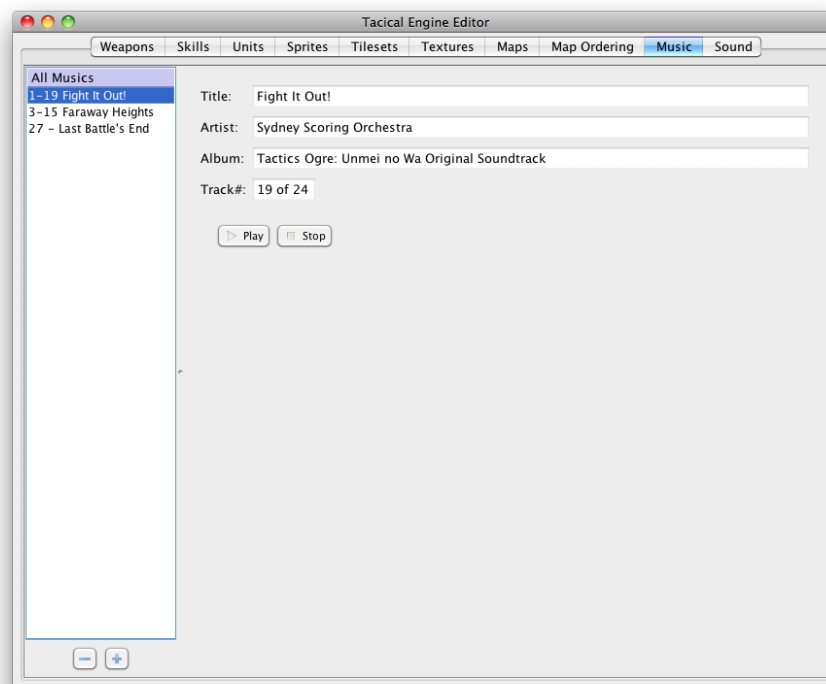 Tacical Engine Editor
Weapons Skills Units Sprites Tilesets Textures Maps Map Ordering Music Sound
All Musics
1-19 Fight It Out!
3-15 Faraway Heights
27 - Last Battle's End
Title: Fight It Out!
Artist: Sydney Scoring Orchestra
Album: Tactics Ogre: Unmei no Wa Original Soundtrack
Track#: 19 of 24
Play Stop